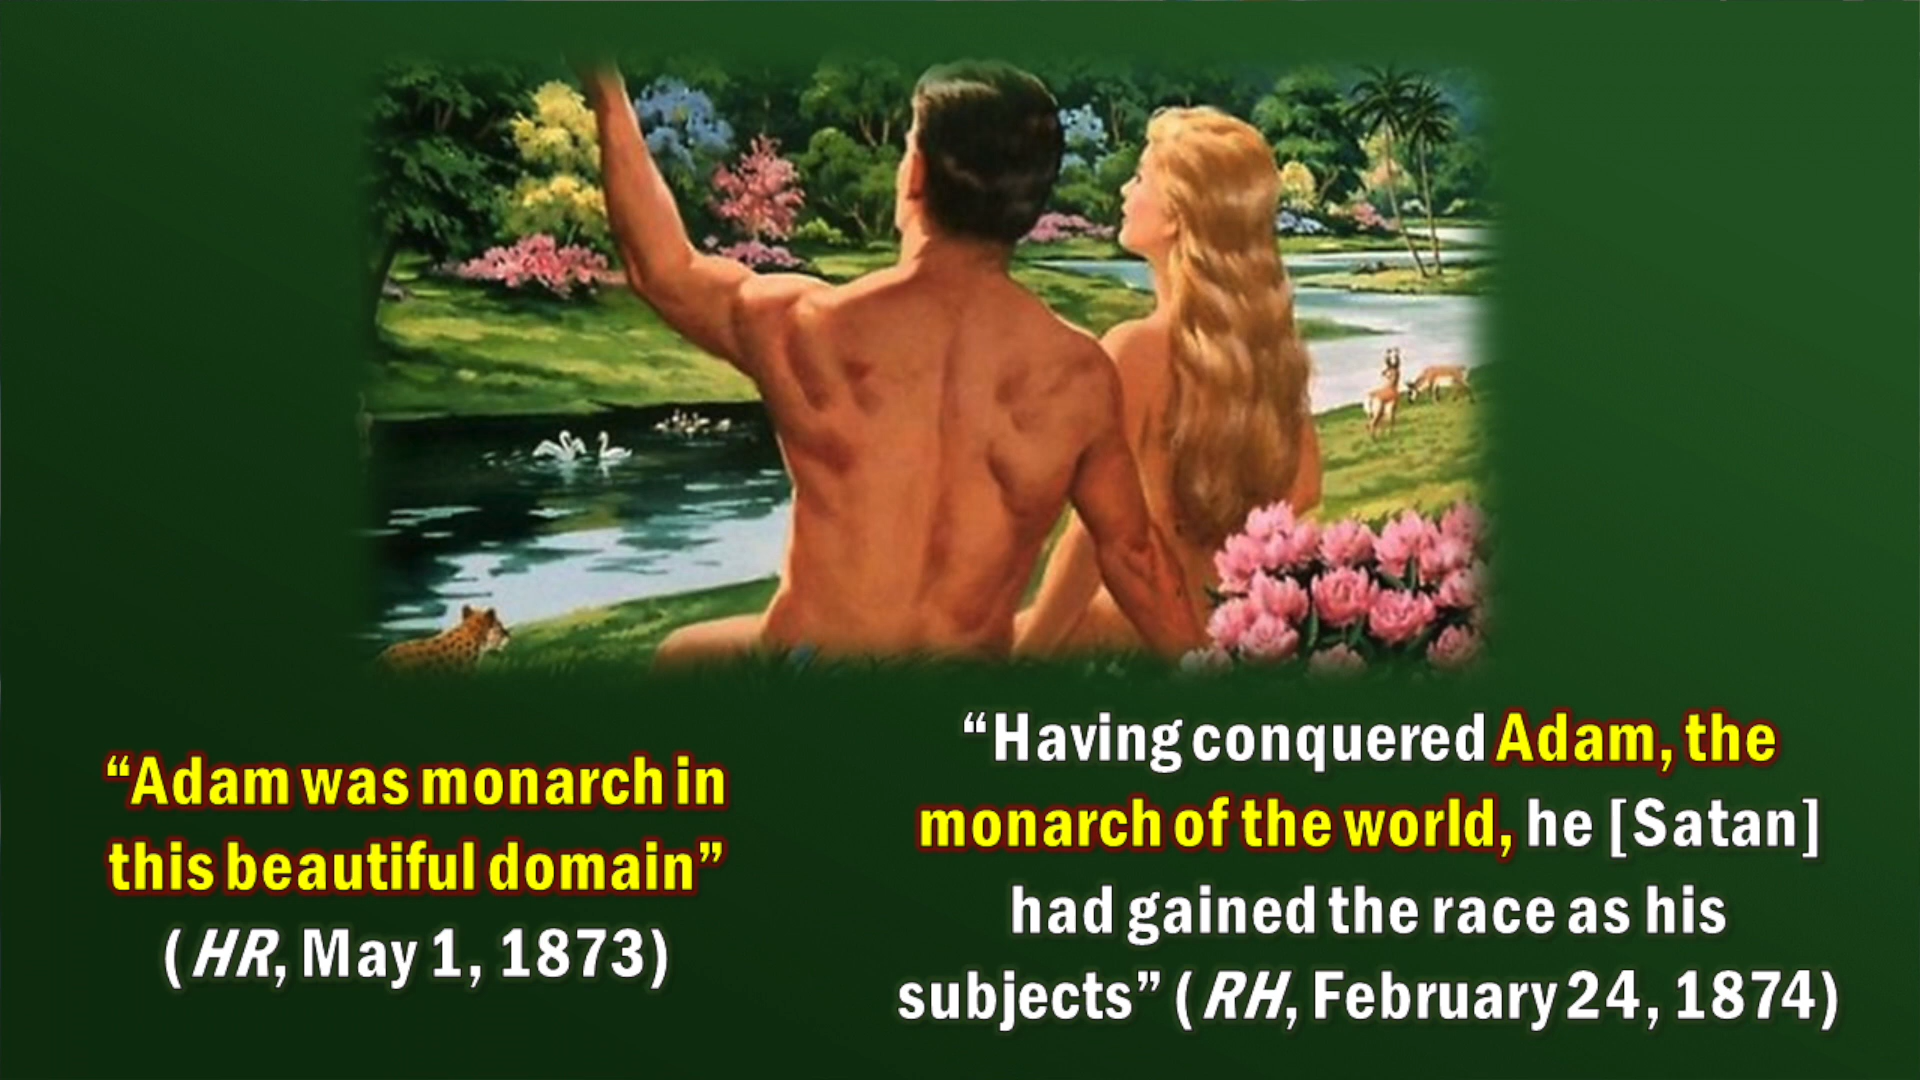 “Adam was monarch in
this beautiful domain”
(HR, May 1, 1873)
“Having conquered Adam, the
monarch of the world, he [Satan]
had gained the race as his
subjects” (RH, February 24, 1874)